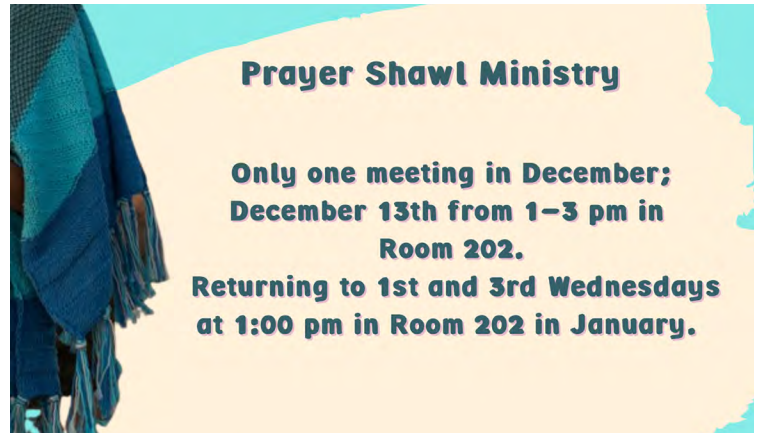 Prayer Shawl Ministry
Only one meeting in December;
December 13th from 1-3 pm in
Room 202.
Returning to 1st and 3rd Wednesdays
at 1:00 pm in Room 202 in January.